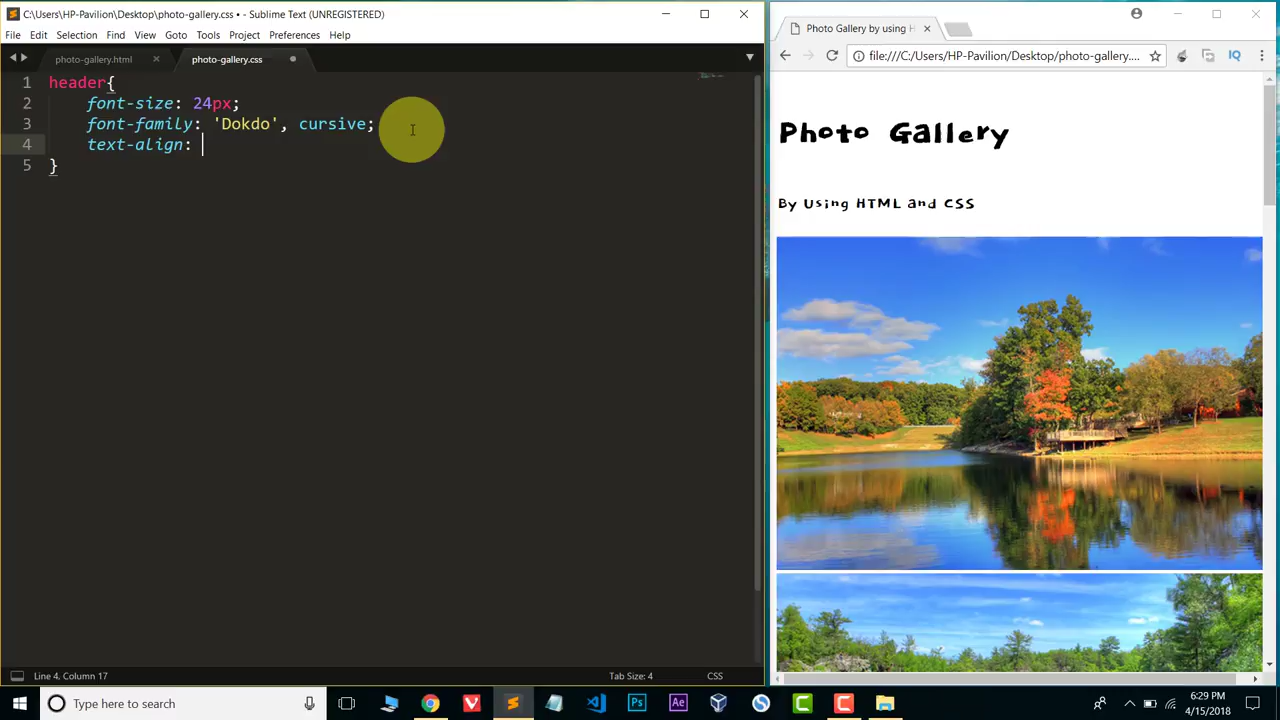 C:\Users\HP-Pavilion\Desktop\photo-gallery.css • - Sublime Text (UNREGISTERED)
File Edit Selection Find View Goto Tools Project Preferences Help
photo-gallery.html
photo-gallery.css
1 header{
2 font-size: 24px;
3 font-family: 'Dokdo', cursive;
4 text-align:
5 }
Line 4, Column 17
Tab Size: 4
CSS
Photo Gallery by using H
file:///C:/Users/HP-Pavilion/Desktop/photo-gallery....
IQ
Photo Gallery
By Using HTML and CSS
Type here to search
Ps
Ae
6:29 PM
4/15/2018